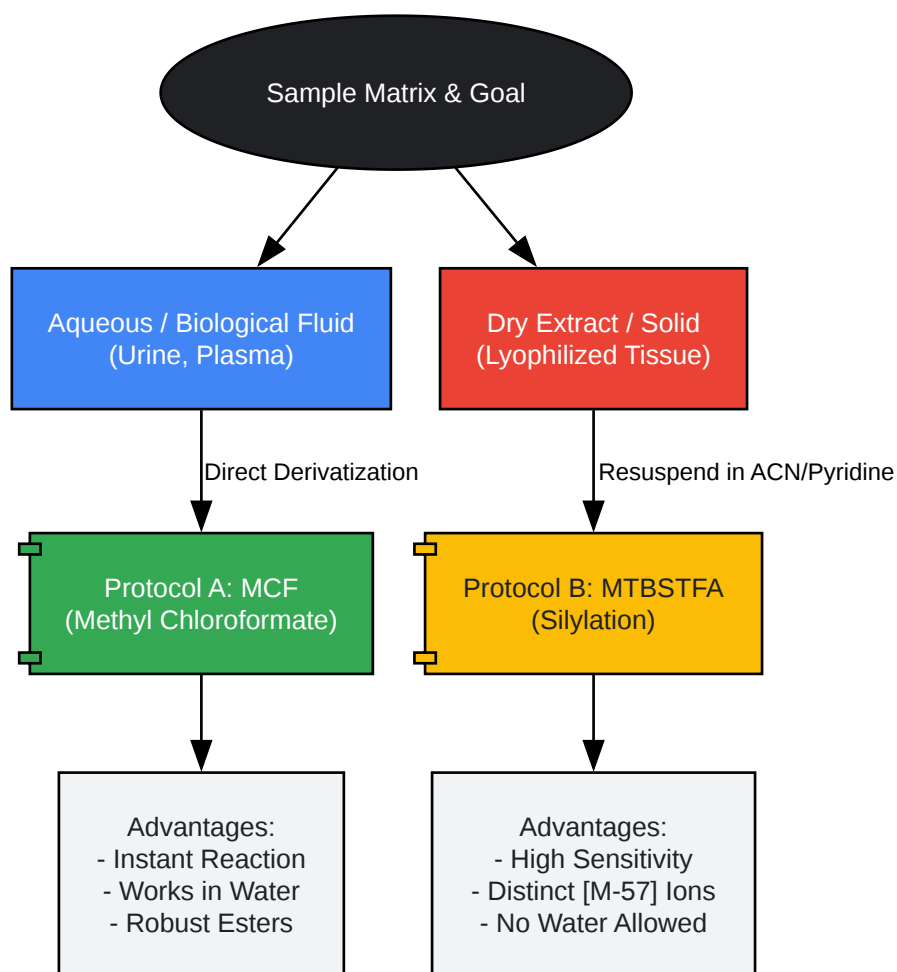 Sample Matrix & Goal
Aqueous / Biological Fluid
(Urine, Plasma)
Dry Extract / Solid
(Lyophilized Tissue)
Direct Derivatization
Resuspend in ACN/Pyridine
Protocol A: MCF
(Methyl Chloroformate)
Protocol B: MTBSTFA
(Silylation)
Advantages:
- Instant Reaction
- Works in Water
- Robust Esters
Advantages:
- High Sensitivity
- Distinct [M-57] Ions
- No Water Allowed